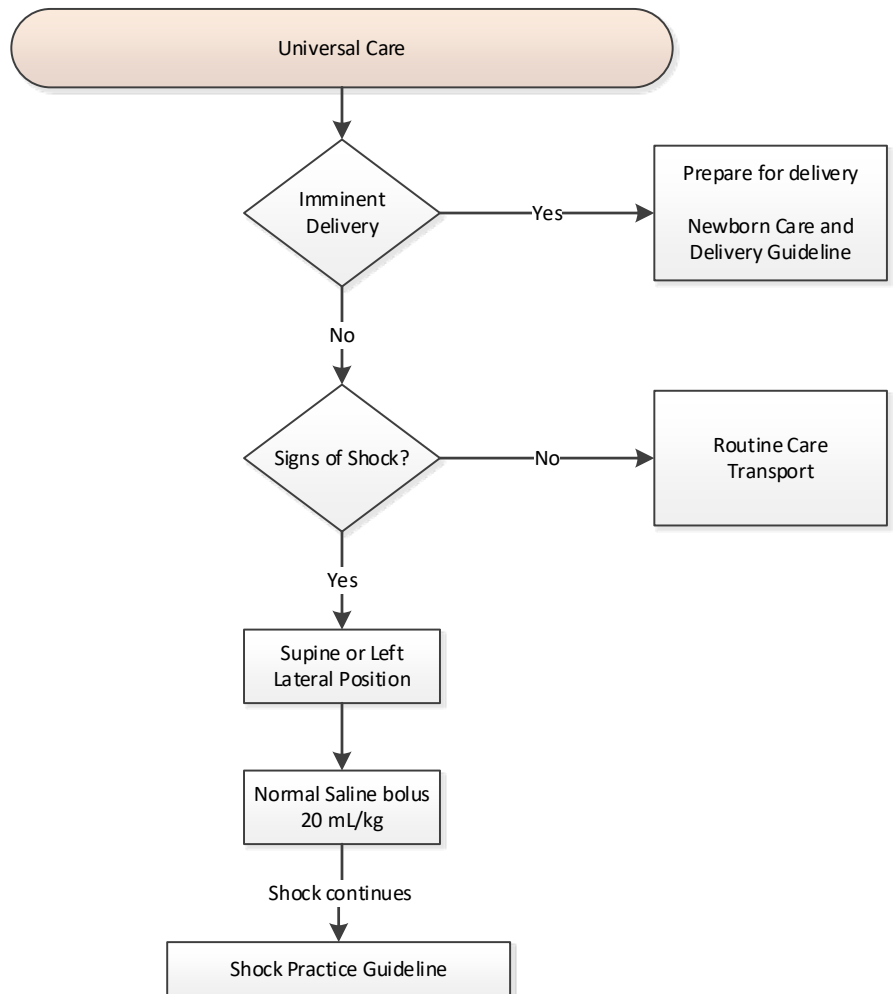 Universal Care
Imminent
Delivery
Yes
Prepare for delivery
Newborn Care and
Delivery Guideline
No
Signs of Shock?
No
Routine Care
Transport
Yes
Supine or Left
Lateral Position
Normal Saline bolus
20 mL/kg
Shock continues
Shock Practice Guideline